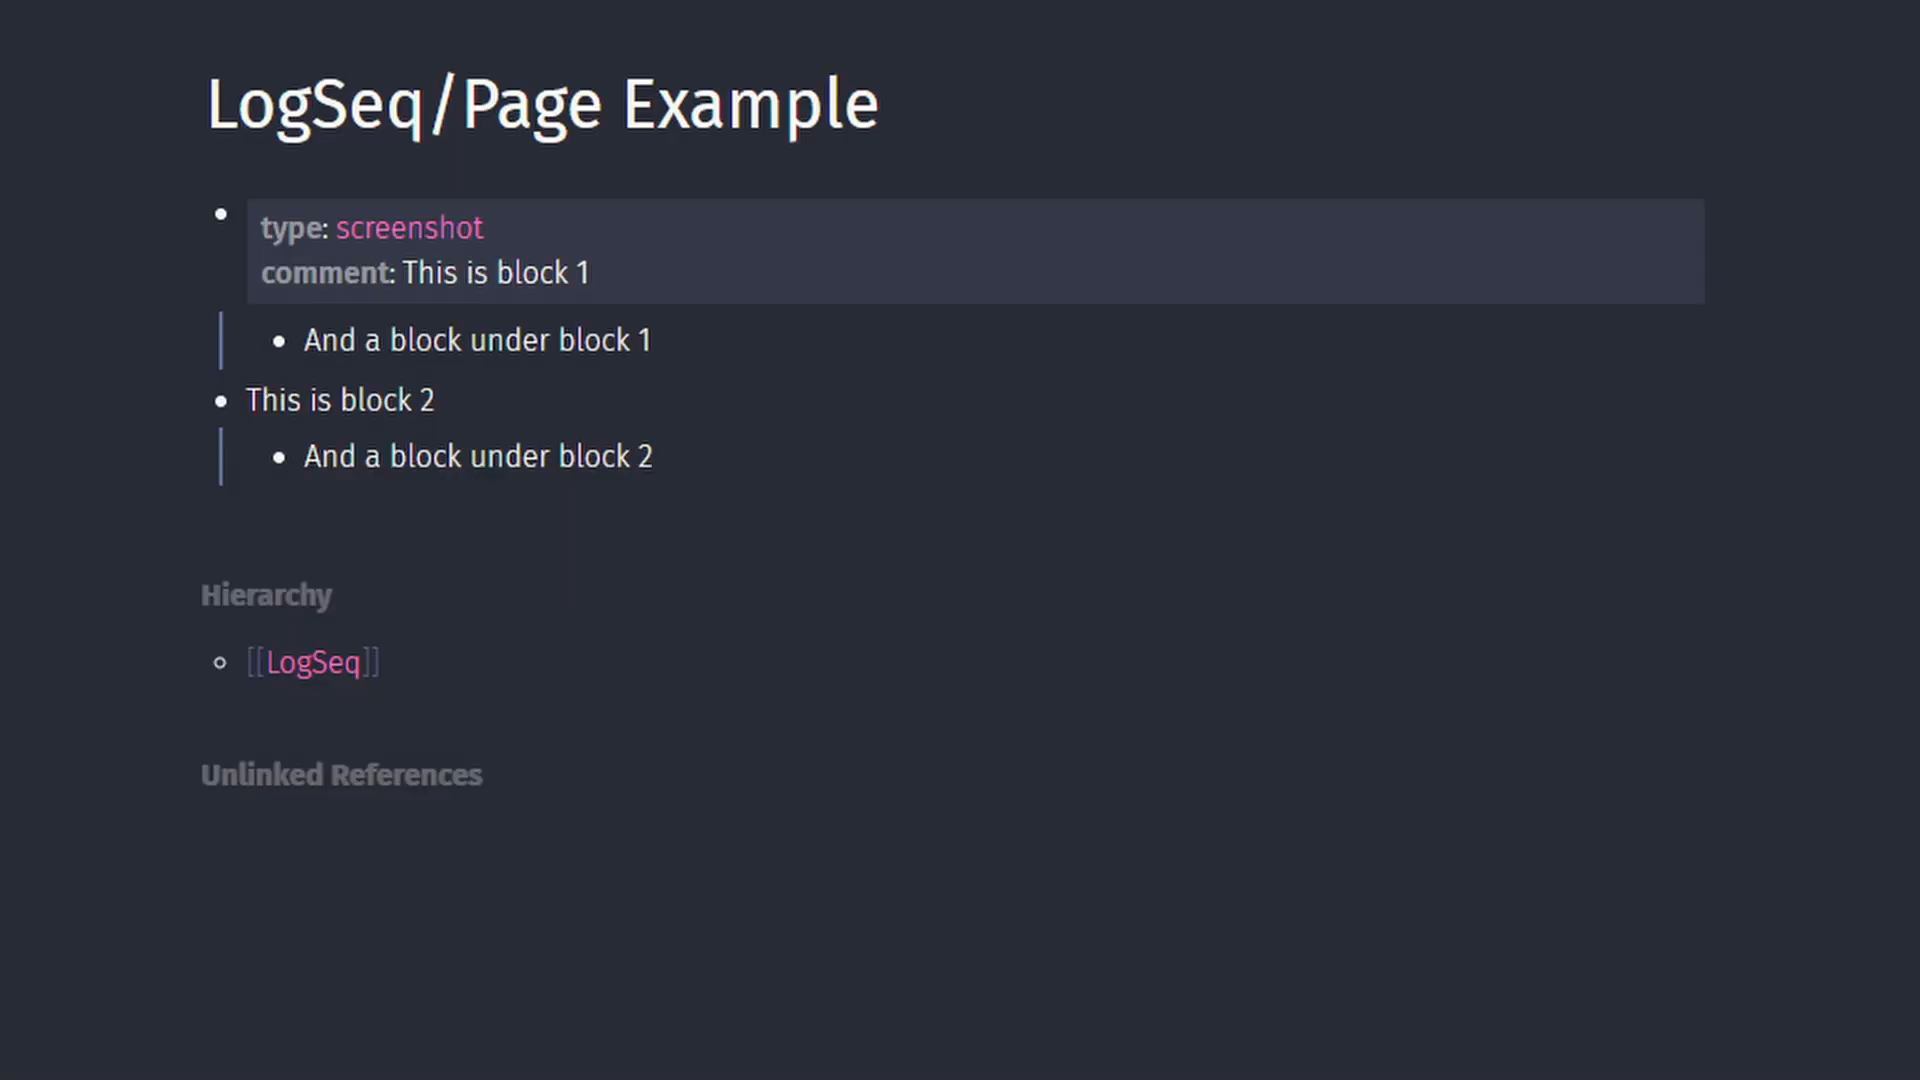 LogSeq/Page Example
type: screenshot
comment: This is block 1
And a block under block 1
This is block 2
And a block under block 2
Hierarchy
[[LogSeq]]
Unlinked References